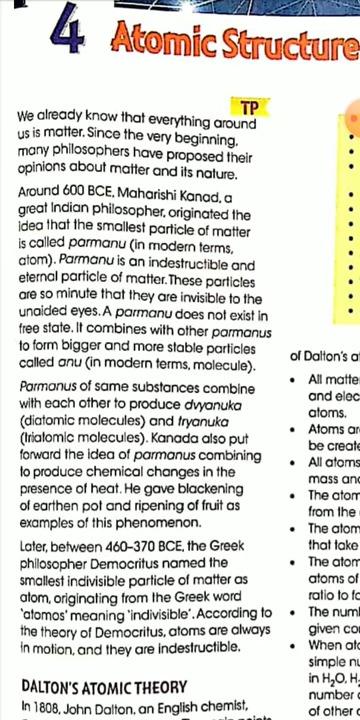 4 Atomic Structure
TP
We already know that everything around
us is matter. Since the very beginning,
many philosophers have proposed their
opinions about matter and its nature.
Around 600 BCE, Maharishi Kanad, a
great Indian philosopher, originated the
idea that the smallest particle of matter
is called parmanu (in modern terms,
atom). Parmanu is an indestructible and
eternal particle of matter. These particles
are so minute that they are invisible to the
unaided eyes. A parmanu does not exist in
free state. It combines with other parmanus
to form bigger and more stable particles
called anu (in modern terms, molecule).
Parmanus of same substances combine
with each other to produce dvyanuka
(diatomic molecules) and tryanuka
(triatomic molecules). Kanada also put
forward the idea of parmanus combining
to produce chemical changes in the
presence of heat. He gave blackening
of earthen pot and ripening of fruit as
examples of this phenomenon.
Later, between 460–370 BCE, the Greek
philosopher Democritus named the
smallest indivisible particle of matter as
atom, originating from the Greek word
'atomos' meaning 'indivisible'. According to
the theory of Democritus, atoms are always
in motion, and they are indestructible.
DALTON'S ATOMIC THEORY
In 1808, John Dalton, an English chemist,
of Dalton's a
• All matte
and elec
atoms.
• Atoms ar
be create
• All atoms
mass and
• The atom
from the
• The atom
that take
• The atom
atoms of
ratio to fo
• The num
given co
• When ato
simple nu
in H₂O, H
number o
of other c